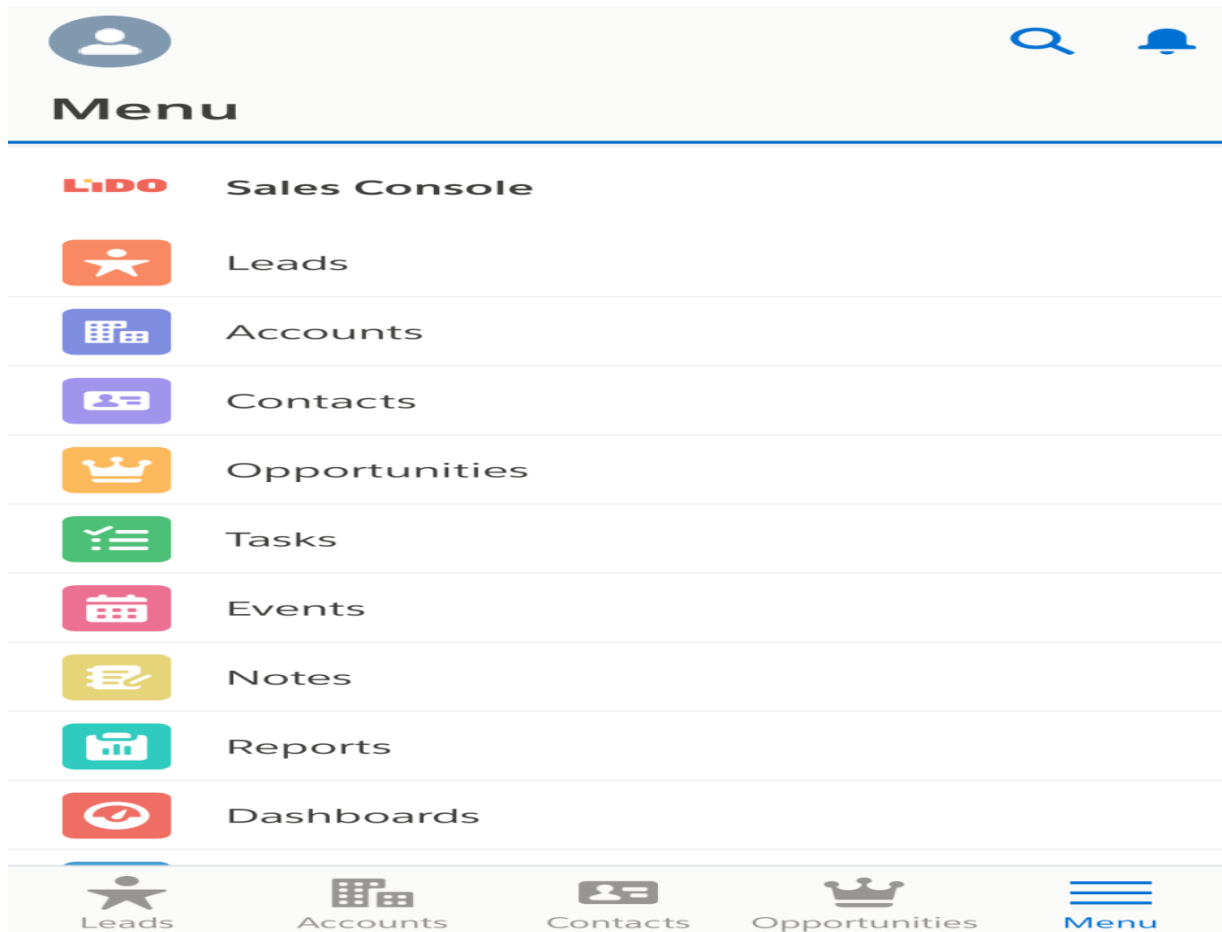 Menu
LiDO Sales Console
Leads
Accounts
Contacts
Opportunities
Tasks
Events
Notes
Reports
Dashboards
Leads Accounts Contacts Opportunities Menu